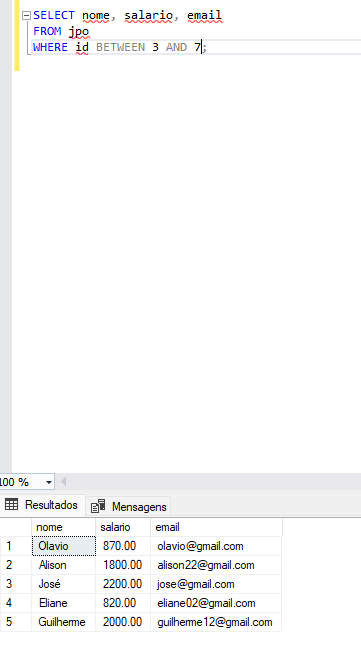 SELECT nome, salario, email
FROM jpo
WHERE id BETWEEN 3 AND 7;
100 %
Resultados Mensagens
nome salario email
1 Olavio 870.00 olavio@gmail.com
2 Alison 1800.00 alison22@gmail.com
3 José 2200.00 jose@gmail.com
4 Eliane 820.00 eliane02@gmail.com
5 Guilherme 2000.00 guilherme12@gmail.com